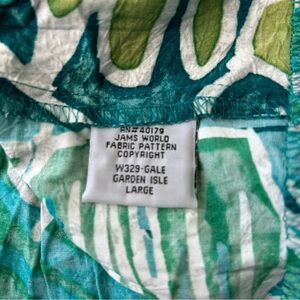 RN# 40179
JAMS WORLD
FABRIC PATTERN
COPYRIGHT
W329-GALE
GARDEN ISLE
LARGE